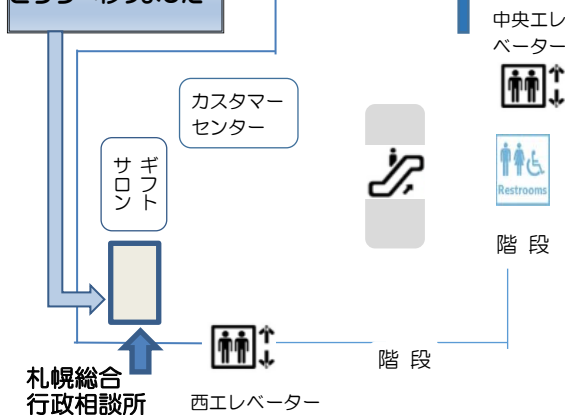 中央エレ
ベーター
カスタマー
センター
Restrooms
ギフト
サロン
階 段
階 段
札幌総合
行政相談所
西エレベーター